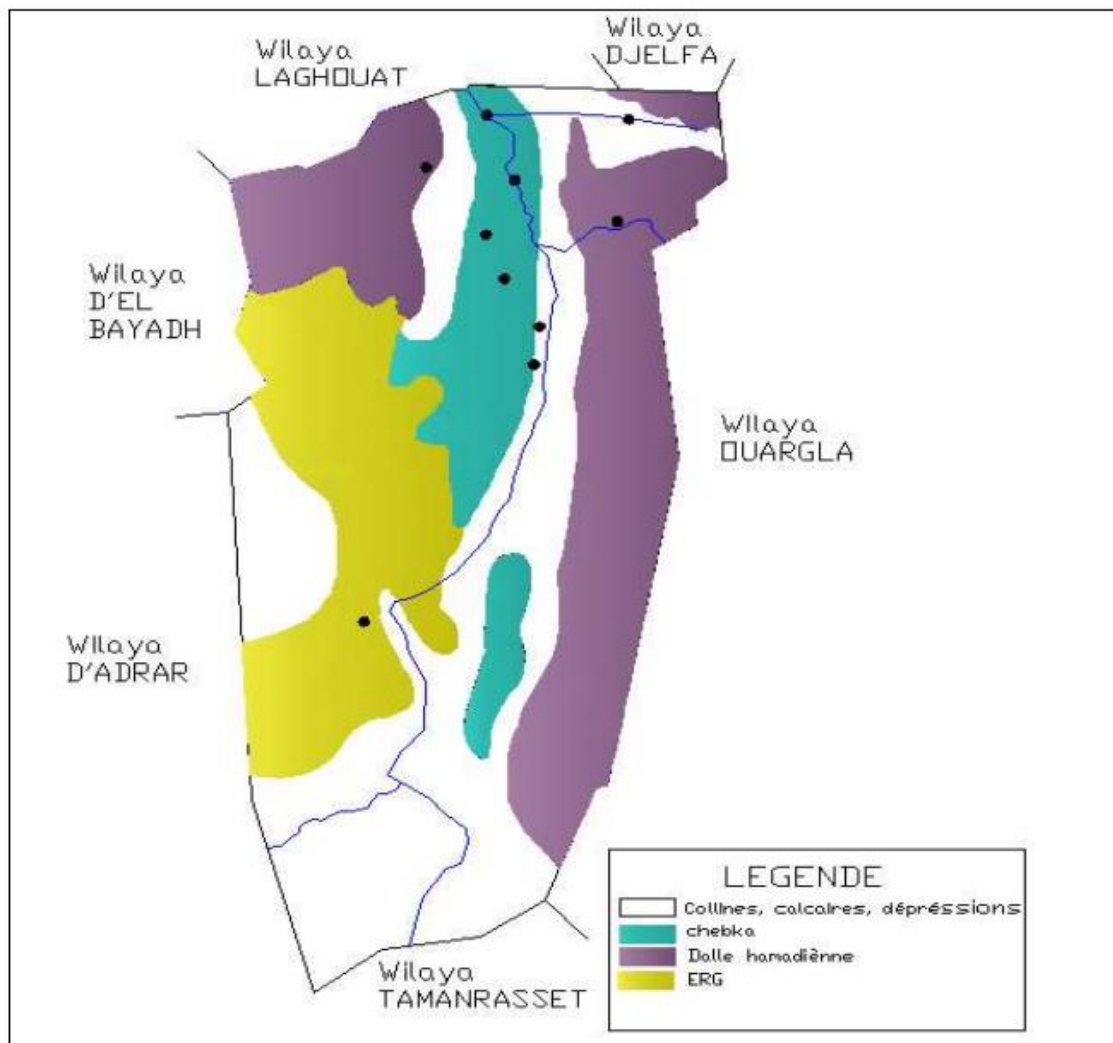 Wilaya
LAGHOUAT
Wilaya
DJELFA
Wilaya
D'EL
BAYADH
Wilaya
OUARGLA
Wilaya
D'ADRAR
Wilaya
TAMANRASSET
LEGENDE
Collines, calcaires, dépréssions
chebka
Dalle hamadiènne
ERG